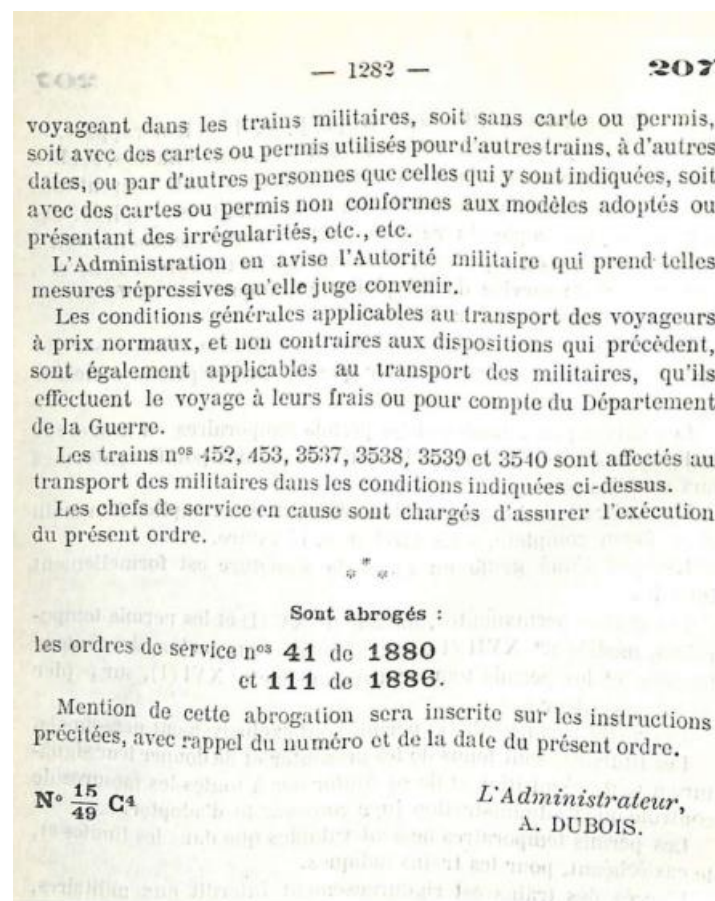 — 1282 — 207
voyageant dans les trains militaires, soit sans carte ou permis,
soit avec des cartes ou permis utilisés pour d'autres trains, à d'autres
dates, ou par d'autres personnes que celles qui y sont indiquées, soit
avec des cartes ou permis non conformes aux modèles adoptés ou
présentant des irrégularités, etc., etc.
L'Administration en avise l'Autorité militaire qui prend telles
mesures répressives qu'elle juge convenir.
Les conditions générales applicables au transport des voyageurs
à prix normaux, et non contraires aux dispositions qui précèdent,
sont également applicables au transport des militaires, qu'ils
effectuent le voyage à leurs frais ou pour compte du Département
de la Guerre.
Les trains nos 452, 453, 3537, 3538, 3539 et 3540 sont affectés au
transport des militaires dans les conditions indiquées ci-dessus.
Les chefs de service en cause sont chargés d'assurer l'exécution
du présent ordre.
* * *
Sont abrogés :
les ordres de service nos 41 de 1880
et 111 de 1886.
Mention de cette abrogation sera inscrite sur les instructions
précitées, avec rappel du numéro et de la date du présent ordre.
N° 15/49 C4
L'Administrateur,
A. DUBOIS.